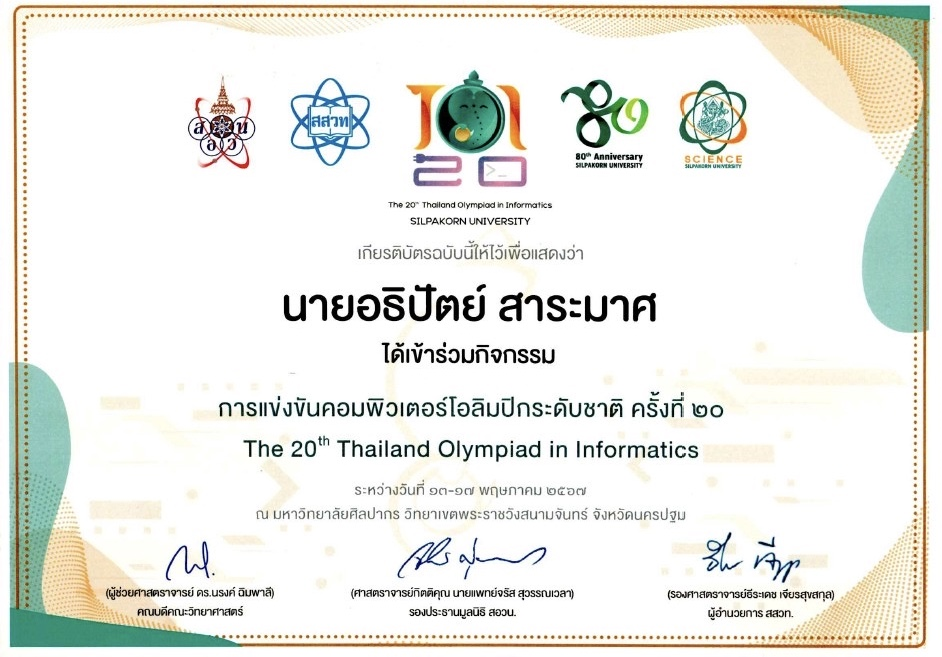 สอวน
สสวท
TOI
20
80
80th Anniversary
SILPAKORN UNIVERSITY
SCIENCE
SILPAKORN UNIVERSITY
The 20th Thailand Olympiad in Informatics
SILPAKORN UNIVERSITY
เกียรติบัตรฉบับนี้ให้ไว้เพื่อแสดงว่า
นายอธิปัตย์ สาระมาศ
ได้เข้าร่วมกิจกรรม
การแข่งขันคอมพิวเตอร์โอลิมปิกระดับชาติ ครั้งที่ ๒๐
The 20th Thailand Olympiad in Informatics
ระหว่างวันที่ ๑๓-๑๗ พฤษภาคม ๒๕๖๗
ณ มหาวิทยาลัยศิลปากร วิทยาเขตพระราชวังสนามจันทร์ จังหวัดนครปฐม
(ผู้ช่วยศาสตราจารย์ ดร.นรงค์ ฉิมพาลี)
คณบดีคณะวิทยาศาสตร์
(ศาสตราจารย์กิตติคุณ นายแพทย์จรัส สุวรรณเวลา)
รองประธานมูลนิธิ สอวน.
(รองศาสตราจารย์ธีระเดช เจียรสุขสกุล)
ผู้อำนวยการ สสวท.